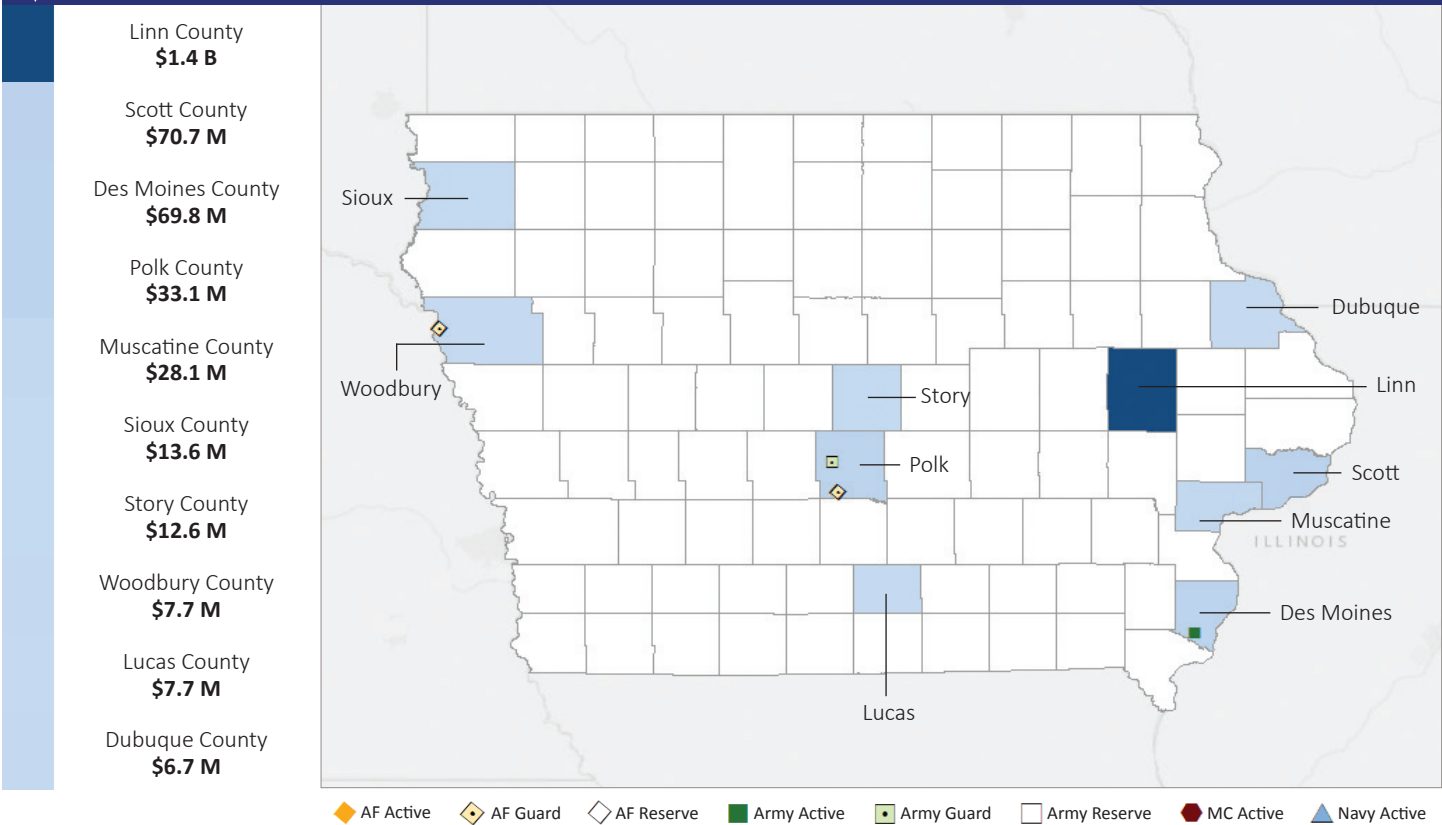 Linn County
$1.4 B
Scott County
$70.7 M
Des Moines County
$69.8 M
Polk County
$33.1 M
Muscatine County
$28.1 M
Sioux County
$13.6 M
Story County
$12.6 M
Woodbury County
$7.7 M
Lucas County
$7.7 M
Dubuque County
$6.7 M
Sioux
Dubuque
Woodbury
Story
Linn
Polk
Scott
Muscatine
ILLINOIS
Des Moines
Lucas
AF Active
AF Guard
AF Reserve
Army Active
Army Guard
Army Reserve
MC Active
Navy Active